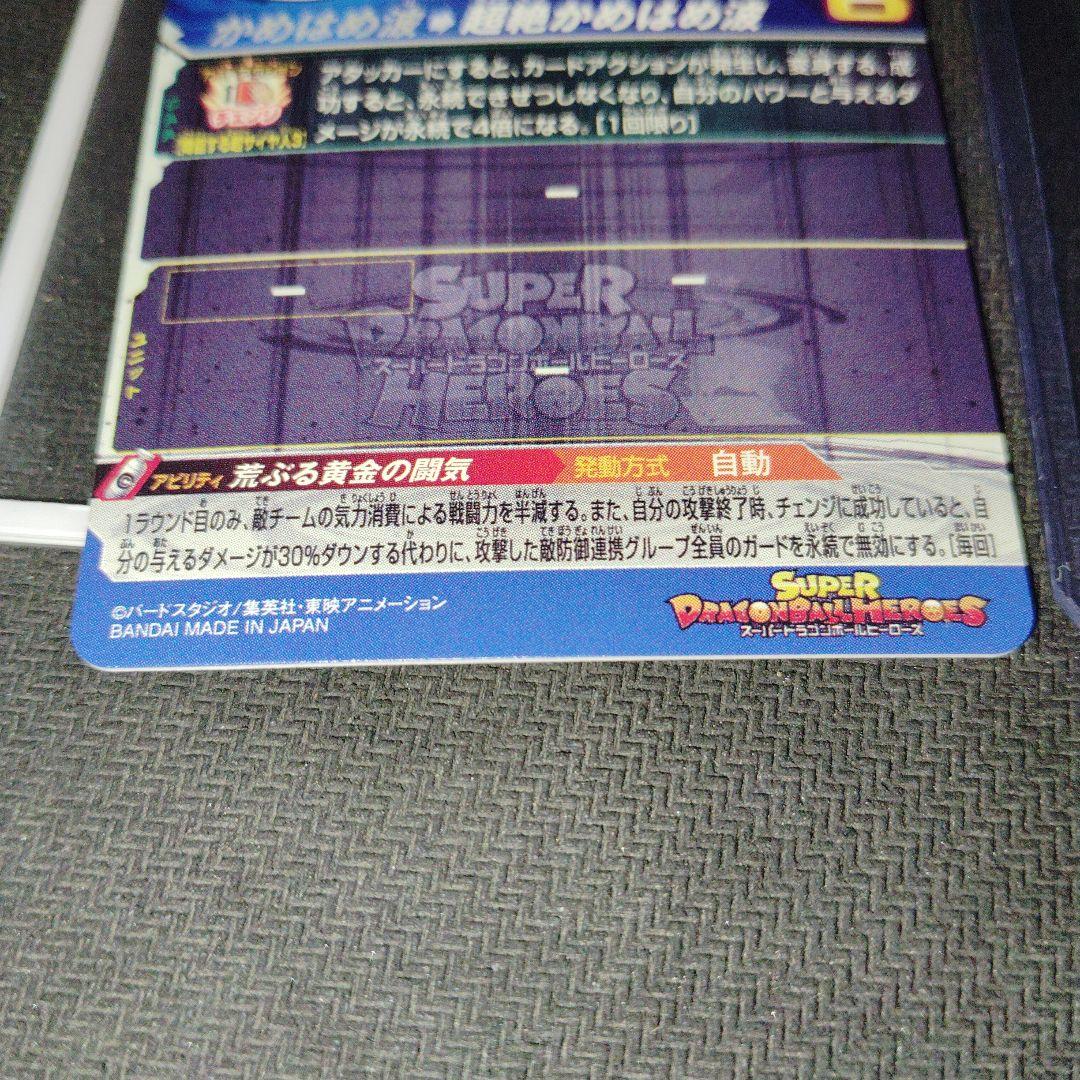 かめはめ波⇒超絶かめはめ波
アタッカーにすると、カードアクションが発生し、変身する。成
功すると、永続できぜつしなくなり、自分のパワーと与えるダ
メージが永続で4倍になる。[1回限り]
ユニット
SUPER
DRAGONBALL
スーパードラゴンボールヒーローズ
HEROES
アビリティ 荒ぶる黄金の闘気 発動方式 自動
1ラウンド目のみ、敵チームの気力消費による戦闘力を半減する。また、自分の攻撃終了時、チェンジに成功していると、自
分の与えるダメージが30%ダウンする代わりに、攻撃した敵防御連携グループ全員のガードを永続で無効にする。[毎回]
©バードスタジオ/集英社・東映アニメーション
BANDAI MADE IN JAPAN
SUPER
DRAGONBALL HEROES
スーパードラゴンボールヒーローズ